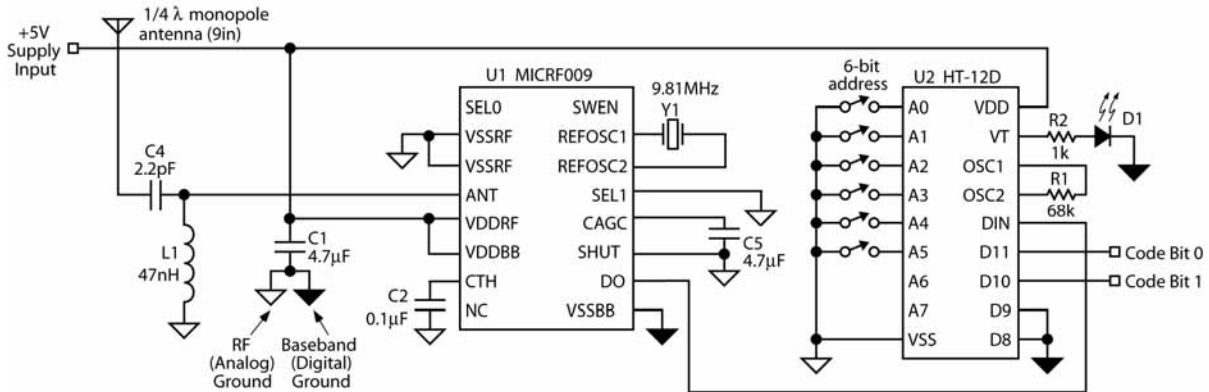 1/4 λ monopole
antenna (9in)
+5V
Supply
Input
C4
2.2pF
L1
47nH
C1
4.7μF
RF
(Analog)
Ground
Baseband
(Digital)
Ground
C2
0.1μF
U1 MICRF009
SEL0
SWEN
VSSRF
REFOSC1
VSSRF
REFOSC2
ANT
SEL1
VDDRF
CAGC
VDDBB
SHUT
CTH
DO
NC
VSSBB
9.81MHz
Y1
C5
4.7μF
6-bit
address
U2 HT-12D
A0
VDD
A1
VT
A2
OSC1
A3
OSC2
A4
DIN
A5
D11
A6
D10
A7
D9
VSS
D8
R2
1k
D1
R1
68k
Code Bit 0
Code Bit 1